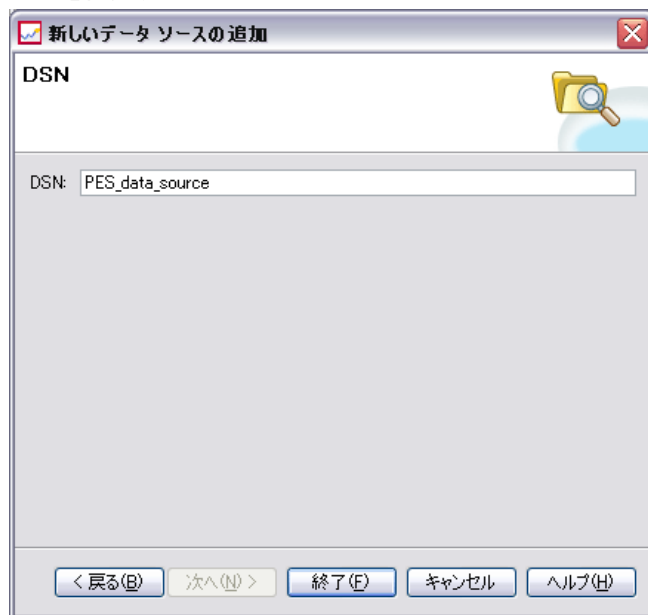 新しいデータ ソースの追加
DSN
DSN: PES_data_source
< 戻る(B) 次へ(N) > 終了(F) キャンセル ヘルプ(H)